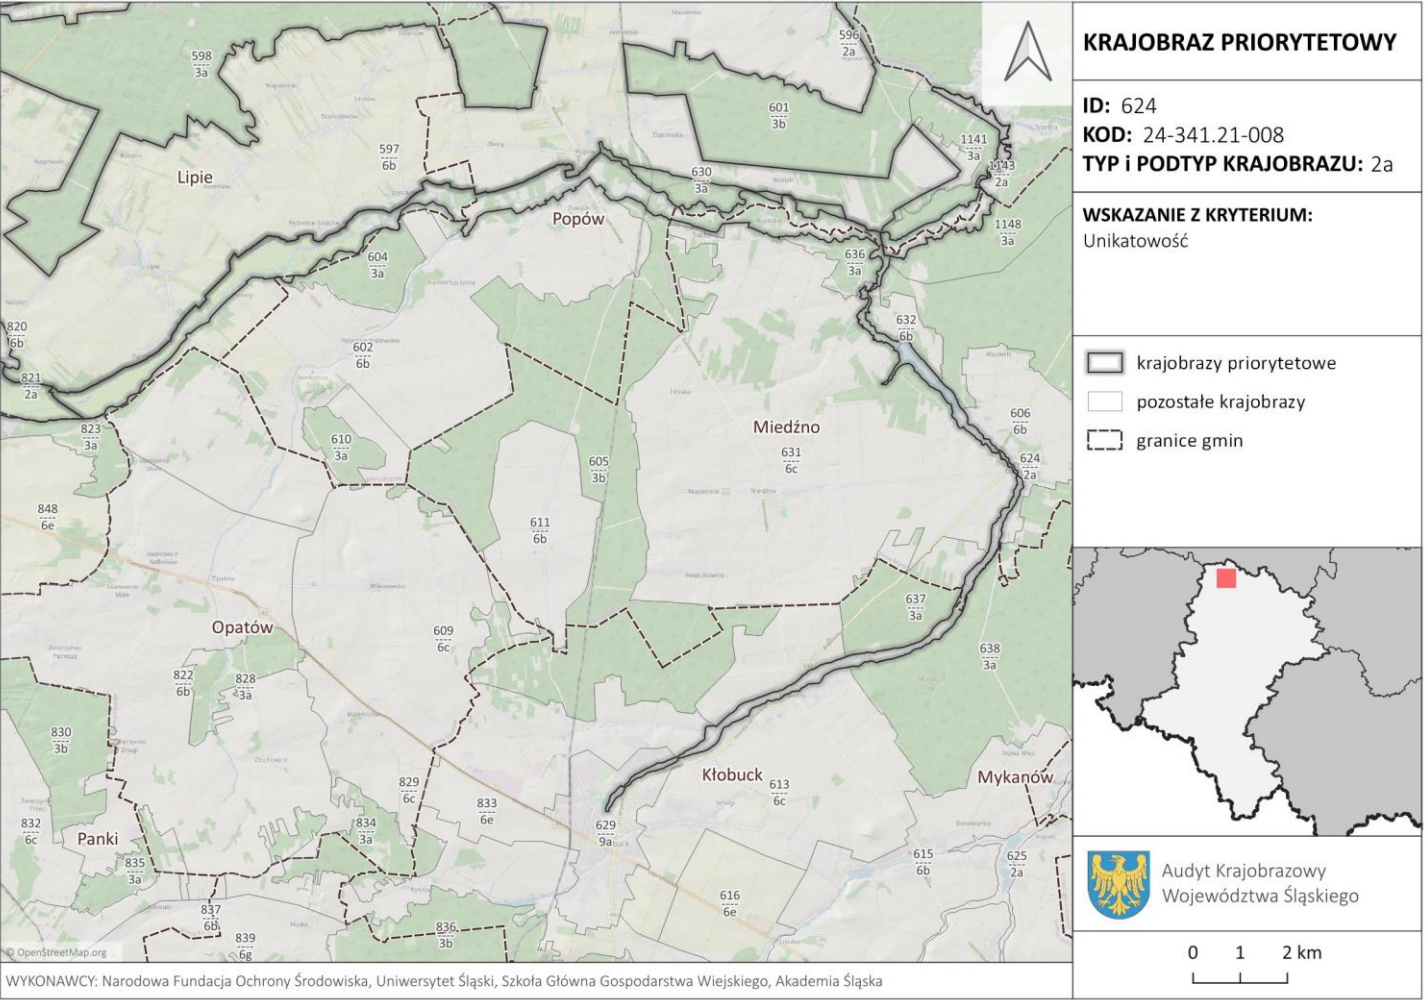 KRAJOBRAZ PRIORYTETOWY
ID: 624
KOD: 24-341.21-008
TYP i PODTYP KRAJOBRAZU: 2a
WSKAZANIE Z KRYTERIUM:
Unikatowość
krajobrazy priorytetowe
pozostałe krajobrazy
granice gmin
Audyt Krajobrazowy
Województwa Śląskiego
0 1 2 km
598
3a
596
2a
601
3b
1141
3a
1143
2a
597
6b
630
3a
Lipie
Popów
1148
3a
604
3a
636
3a
820
6b
602
6b
632
6b
821
2a
823
3a
610
3a
Miedźno
631
6c
606
6b
605
3b
624
2a
848
6e
611
6b
637
3a
Opatów
609
6c
638
3a
822
6b
828
3a
830
3b
Kłobuck
Mykanów
829
6c
833
6e
613
6c
832
6c
Panki
834
3a
629
9a
835
3a
615
6b
625
2a
616
6e
837
6b
836
3b
839
6g
© OpenStreetMap.org
WYKONAWCY: Narodowa Fundacja Ochrony Środowiska, Uniwersytet Śląski, Szkoła Główna Gospodarstwa Wiejskiego, Akademia Śląska